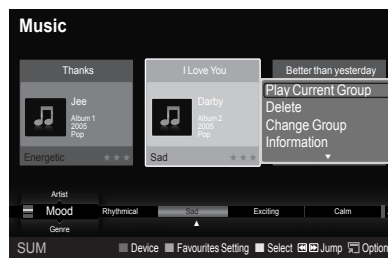 Music
Thanks
I Love You
Better than yesterday
Jee
Album 1
2005
Pop
Darby
Album 2
2005
Pop
Play Current Group
Delete
Change Group
Information
Energetic ★★★
Sad ★★★
Artist
Mood
Rhythmical
Sad
Exciting
Calm
Genre
SUM
Device
Favourites Setting
Select
Jump
Option